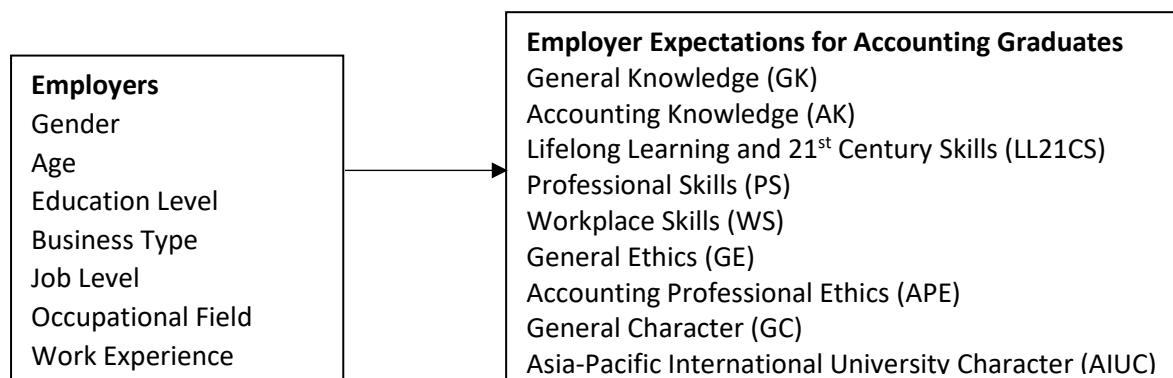 Employers
Gender
Age
Education Level
Business Type
Job Level
Occupational Field
Work Experience
Employer Expectations for Accounting Graduates
General Knowledge (GK)
Accounting Knowledge (AK)
Lifelong Learning and 21st Century Skills (LL21CS)
Professional Skills (PS)
Workplace Skills (WS)
General Ethics (GE)
Accounting Professional Ethics (APE)
General Character (GC)
Asia-Pacific International University Character (AIUC)